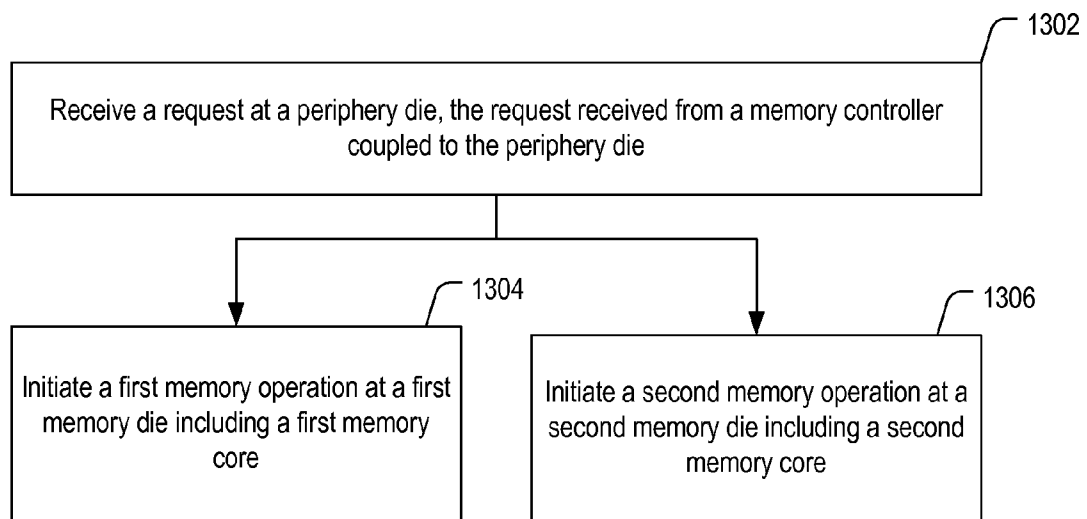 1302
Receive a request at a periphery die, the request received from a memory controller
coupled to the periphery die
1304
Initiate a first memory operation at a first
memory die including a first memory
core
1306
Initiate a second memory operation at a
second memory die including a second
memory core